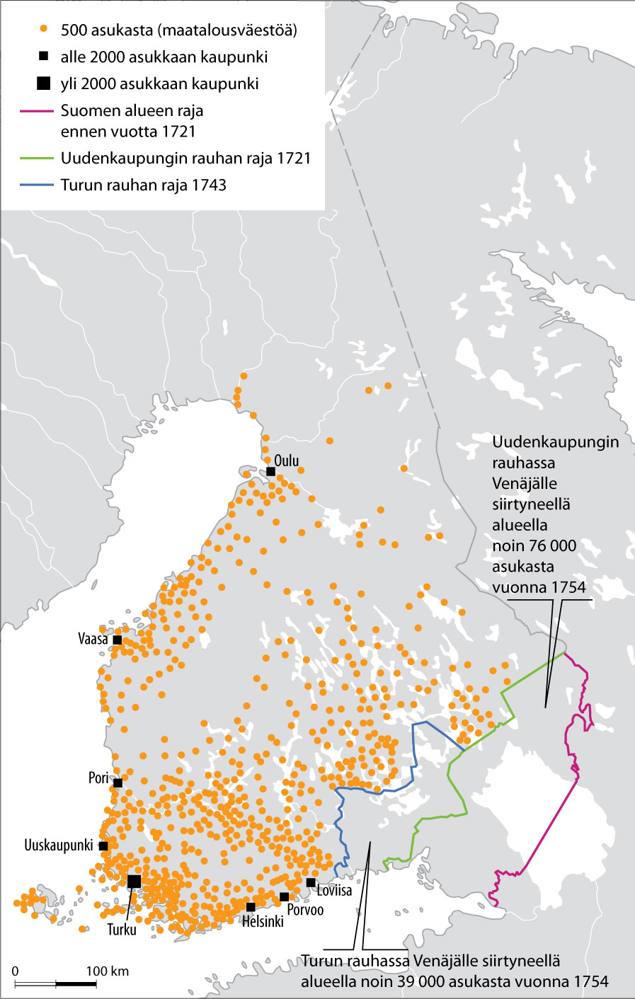 500 asukasta (maatalousväestöä)
alle 2000 asukkaan kaupunki
yli 2000 asukkaan kaupunki
Suomen alueen raja
ennen vuotta 1721
Uudenkaupungin rauhan raja 1721
Turun rauhan raja 1743
Uudenkaupungin
rauhassa
Venäjälle
siirtyneellä
alueella
noin 76 000
asukasta
vuonna 1754
Oulu
Vaasa
Pori
Uuskaupunki
Turku
Helsinki
Porvoo
Loviisa
Turun rauhassa Venäjälle siirtyneellä
alueella noin 39 000 asukasta vuonna 1754
0 100 km